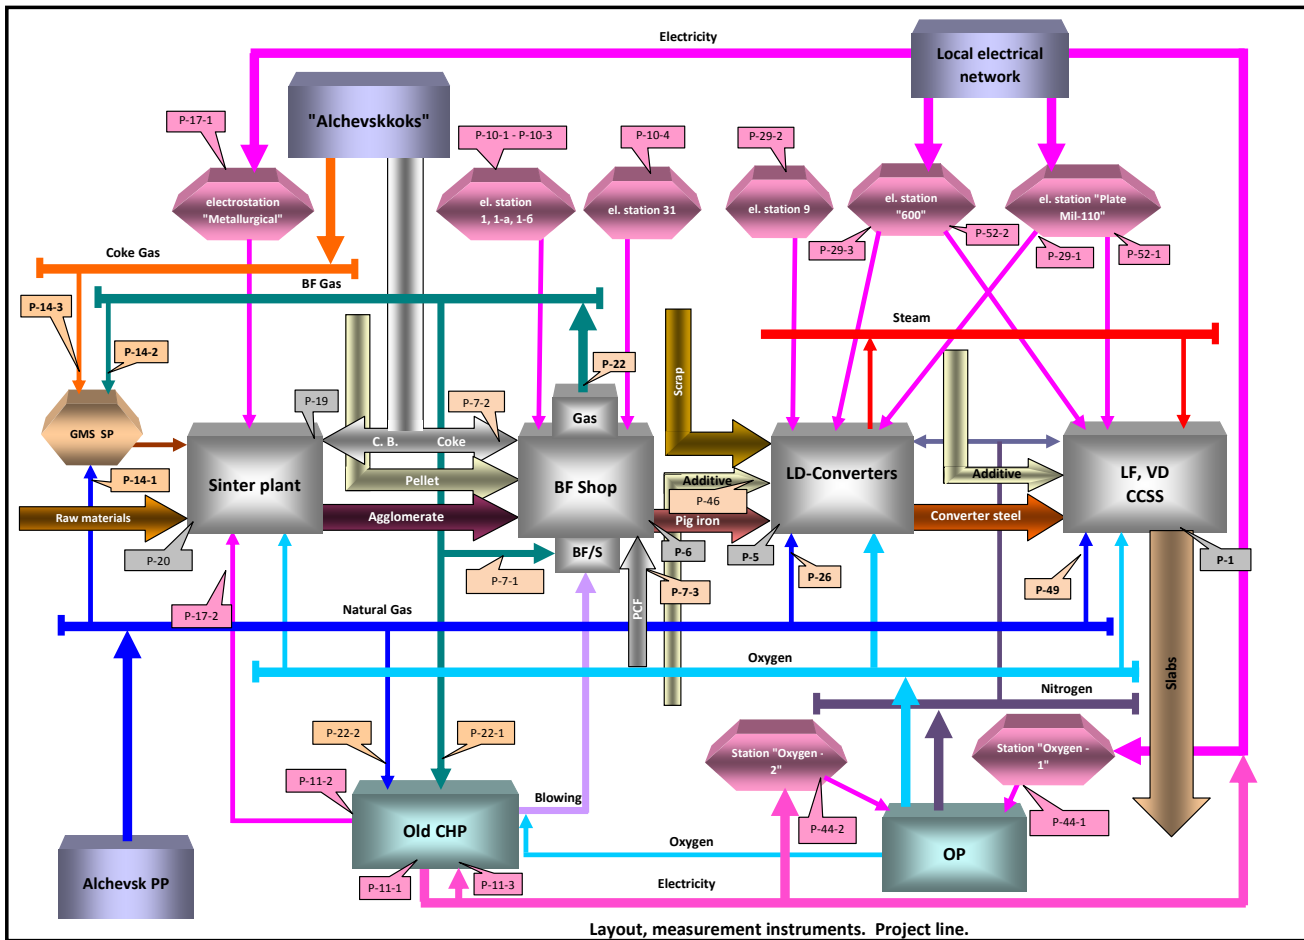 Electricity
Local electrical
network
"Alchevskkoks"
P-17-1
P-10-1 - P-10-3
P-10-4
P-29-2
electrostation
"Metallurgical"
el. station
1, 1-а, 1-б
el. station 31
el. station 9
el. station
"600"
el. station "Plate
Mil-110"
P-29-3
P-52-2
P-29-1
P-52-1
Coke Gas
BF Gas
P-14-3
P-14-2
Steam
P-22
Scrap
GMS SP
P-19
P-7-2
Gas
C. B.
Coke
Sinter plant
Pellet
BF Shop
Additive
LD-Converters
Additive
LF, VD
CCSS
P-14-1
P-46
Raw materials
Agglomerate
Pig iron
Converter steel
P-20
BF/S
P-6
P-5
P-1
P-7-1
P-7-3
P-26
P-49
PCF
P-17-2
Natural Gas
Oxygen
Slabs
Nitrogen
P-22-2
P-22-1
Station "Oxygen -
2"
Station "Oxygen -
1"
P-11-2
Blowing
Old CHP
P-44-2
P-44-1
Oxygen
OP
Alchevsk PP
P-11-1
P-11-3
Electricity
Layout, measurement instruments. Project line.